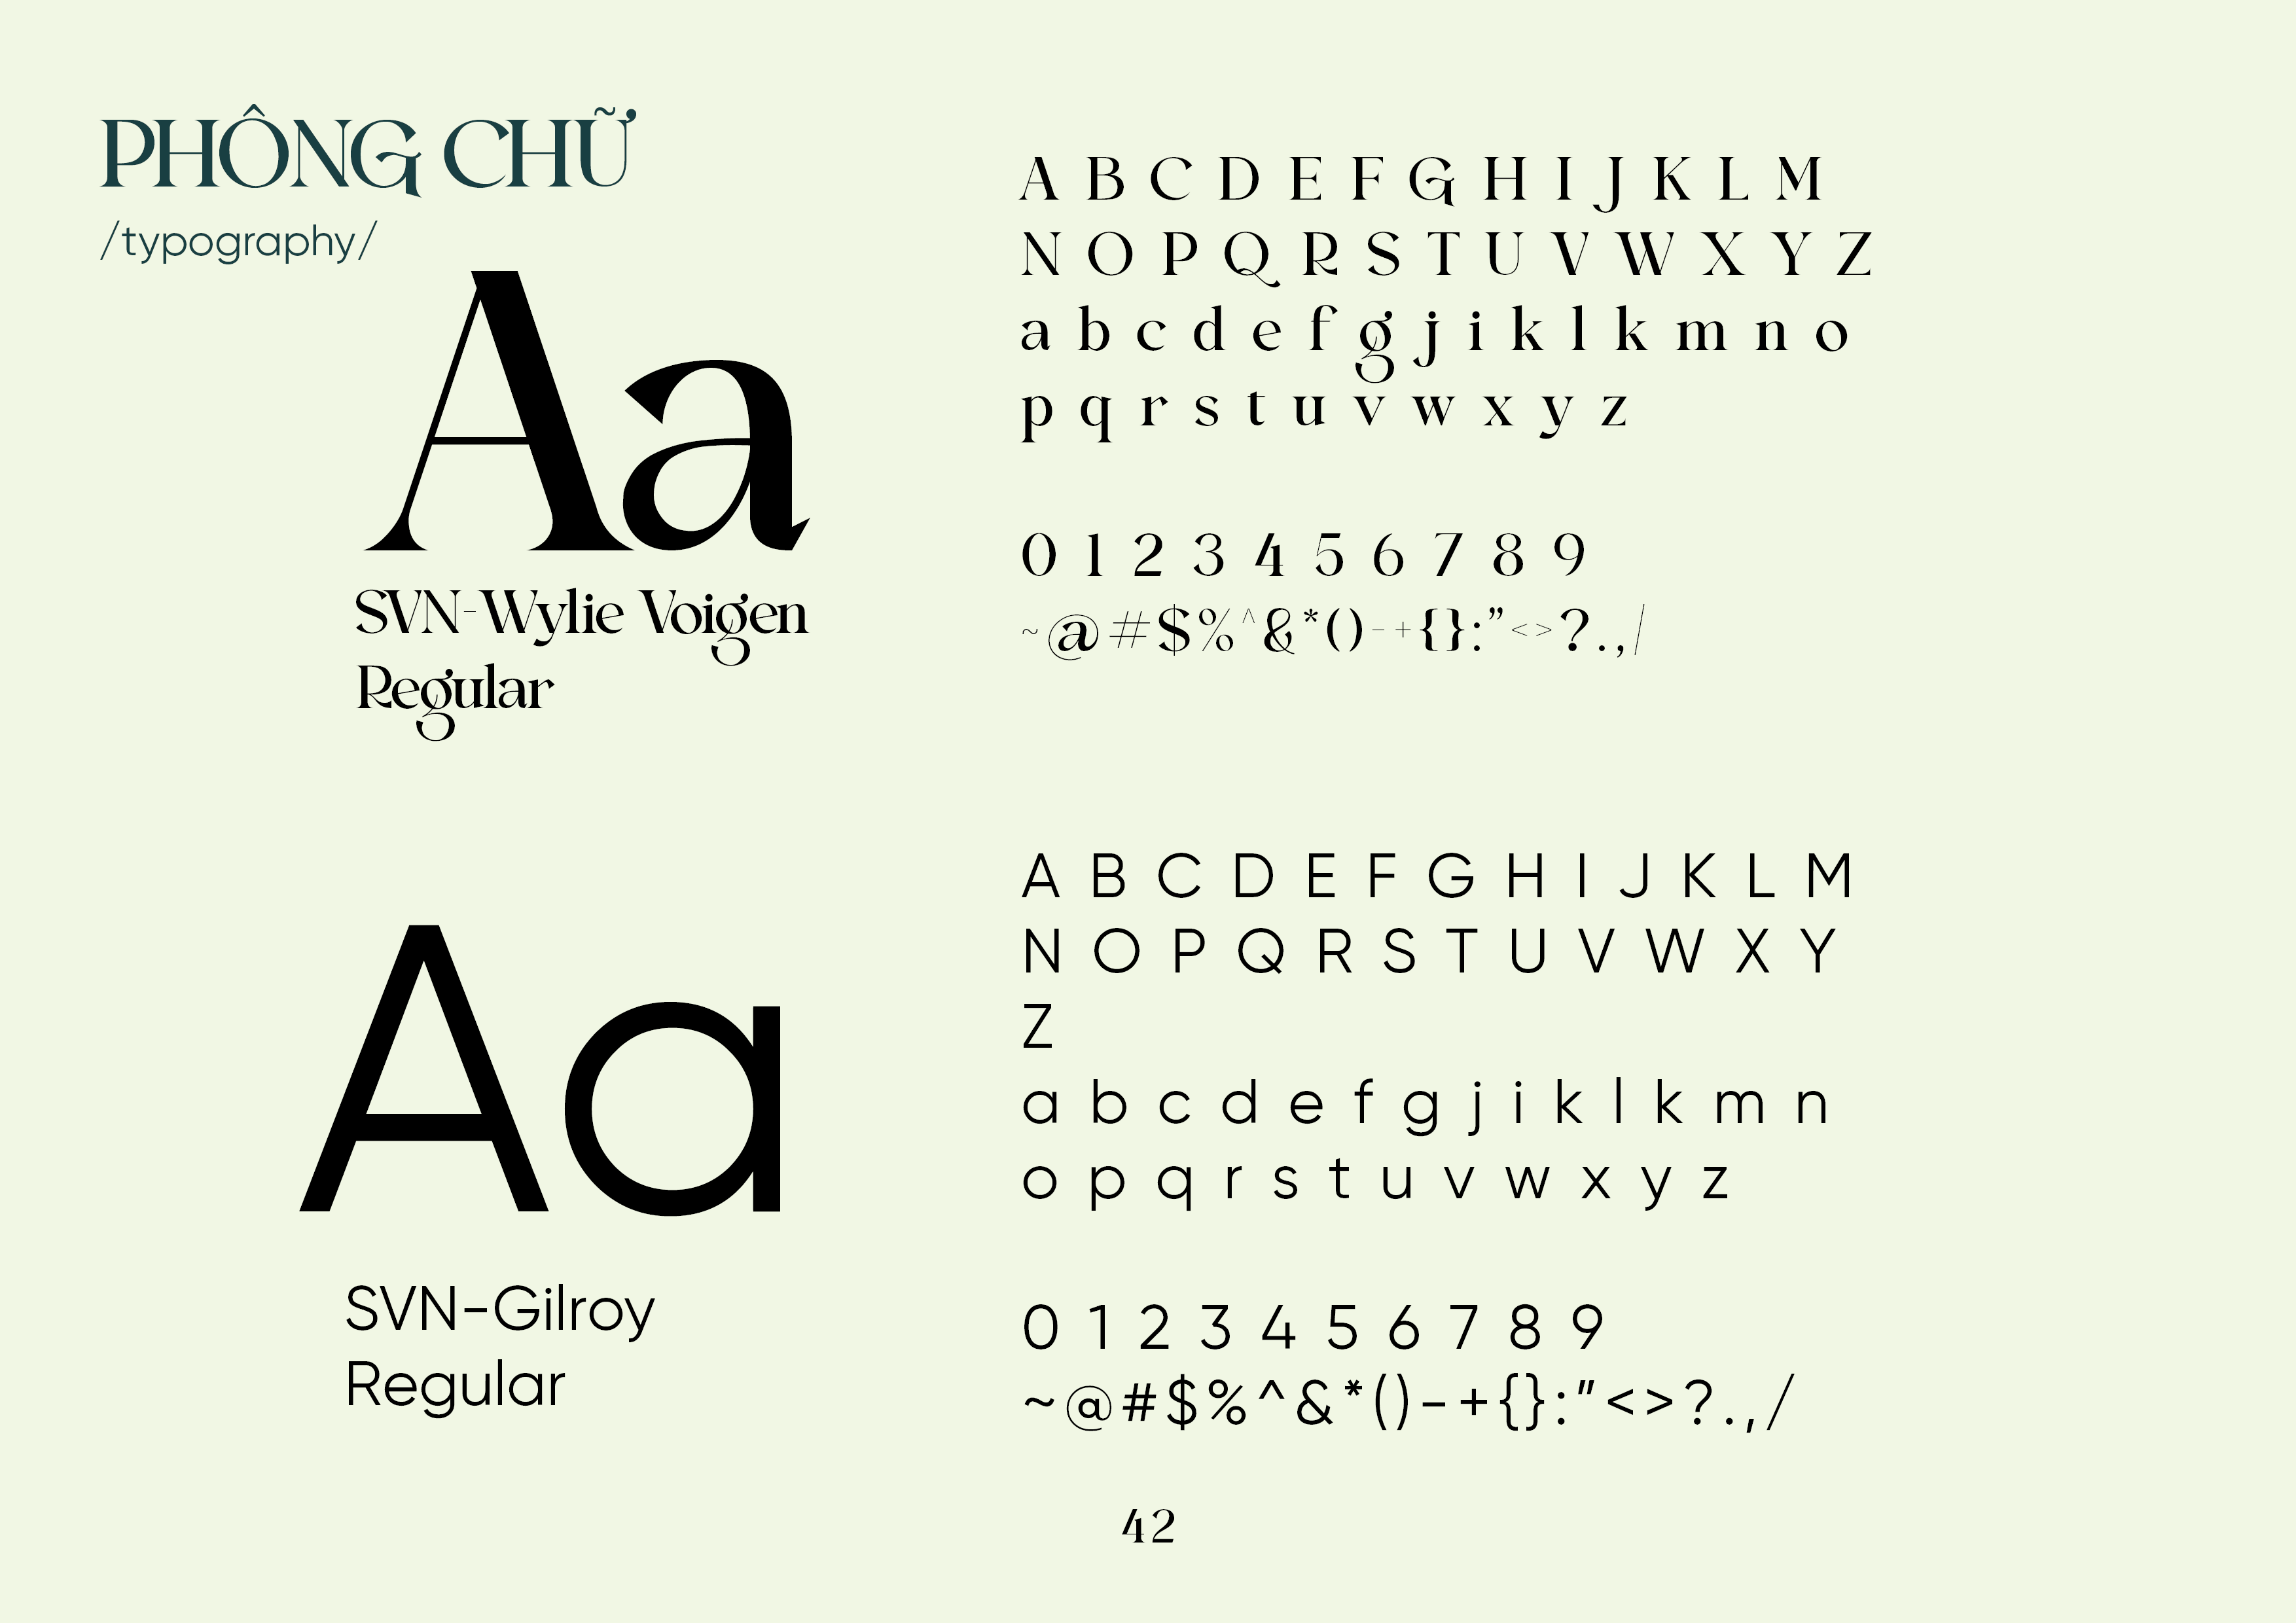 PHÔNG CHỮ
/typography/
Aa
SVN-Wylie Voigen
Regular
A B C D E F G H I J K L M
N O P Q R S T U V W X Y Z
a b c d e f g j i k l k m n o
p q r s t u v w x y z
0 1 2 3 4 5 6 7 8 9
~@#$%^&*()-+{}:”<>?.,/
Aa
SVN-Gilroy
Regular
A B C D E F G H I J K L M
N O P Q R S T U V W X Y
Z
a b c d e f g j i k l k m n
o p q r s t u v w x y z
0 1 2 3 4 5 6 7 8 9
~@#$%^&*()-+{}:”<>?.,/
42